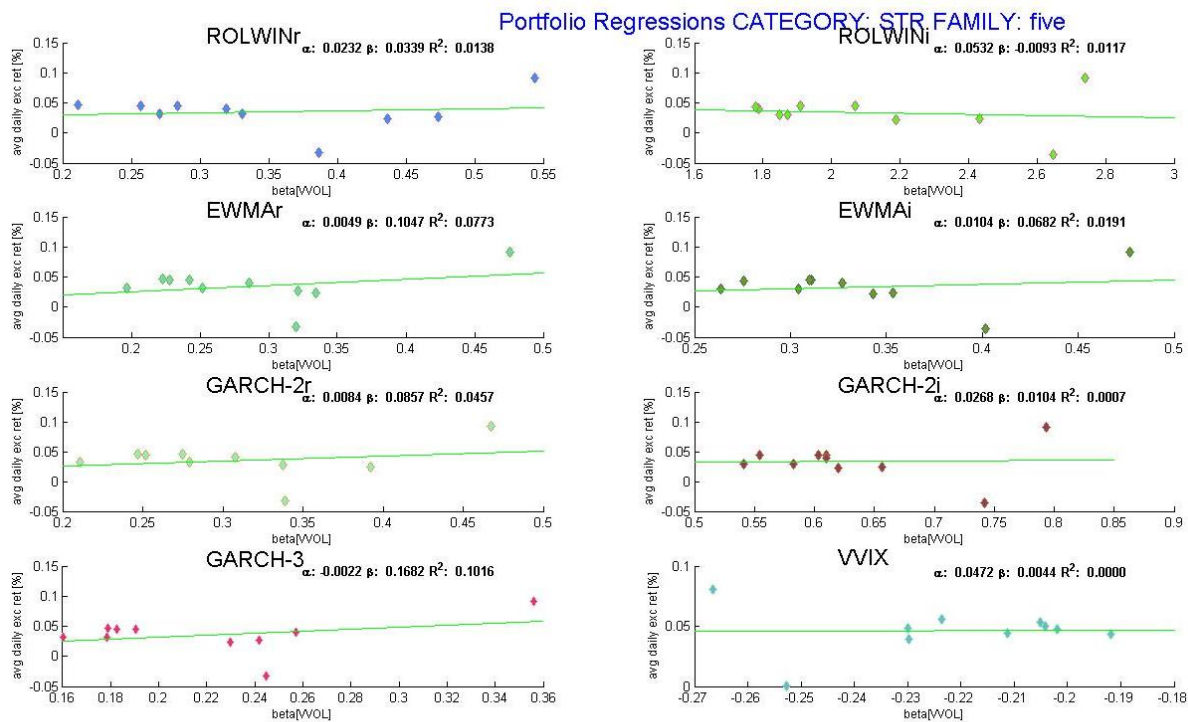 Portfolio Regressions CATEGORY: STR FAMILY: five
ROLWINr
α: 0.0232 β: 0.0339 R²: 0.0138
avg daily exc ret [%]
0.15
0.1
0.05
0
-0.05
0.2 0.25 0.3 0.35 0.4 0.45 0.5 0.55
beta[VVOL]
ROLWINi
α: 0.0532 β: -0.0093 R²: 0.0117
avg daily exc ret [%]
0.15
0.1
0.05
0
-0.05
1.6 1.8 2 2.2 2.4 2.6 2.8 3
beta[VVOL]
EWMAr
α: 0.0049 β: 0.1047 R²: 0.0773
avg daily exc ret [%]
0.15
0.1
0.05
0
-0.05
0.2 0.25 0.3 0.35 0.4 0.45 0.5
beta[VVOL]
EWMAi
α: 0.0104 β: 0.0682 R²: 0.0191
avg daily exc ret [%]
0.15
0.1
0.05
0
-0.05
0.25 0.3 0.35 0.4 0.45 0.5
beta[VVOL]
GARCH-2r
α: 0.0084 β: 0.0857 R²: 0.0457
avg daily exc ret [%]
0.15
0.1
0.05
0
-0.05
0.2 0.25 0.3 0.35 0.4 0.45 0.5
beta[VVOL]
GARCH-2i
α: 0.0268 β: 0.0104 R²: 0.0007
avg daily exc ret [%]
0.15
0.1
0.05
0
-0.05
0.5 0.55 0.6 0.65 0.7 0.75 0.8 0.85 0.9
beta[VVOL]
GARCH-3
α: -0.0022 β: 0.1682 R²: 0.1016
avg daily exc ret [%]
0.15
0.1
0.05
0
-0.05
0.16 0.18 0.2 0.22 0.24 0.26 0.28 0.3 0.32 0.34 0.36
beta[VVOL]
VVIX
α: 0.0472 β: 0.0044 R²: 0.0000
avg daily exc ret [%]
0.1
0.05
0
-0.27 -0.26 -0.25 -0.24 -0.23 -0.22 -0.21 -0.2 -0.19 -0.18
beta[VVOL]